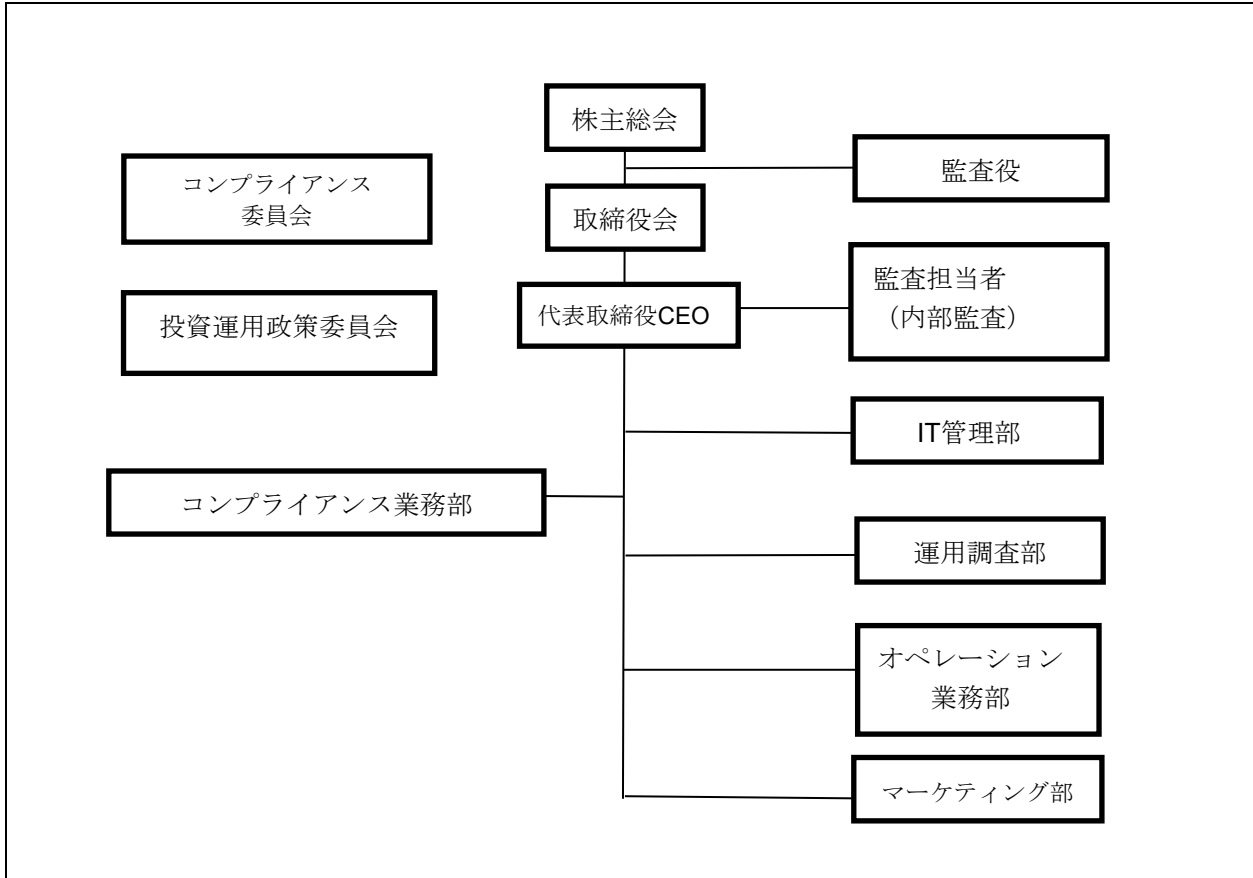 株主総会
コンプライアンス
委員会
監査役
取締役会
監査担当者
（内部監査）
投資運用政策委員会
代表取締役CEO
IT管理部
コンプライアンス業務部
運用調査部
オペレーション
業務部
マーケティング部